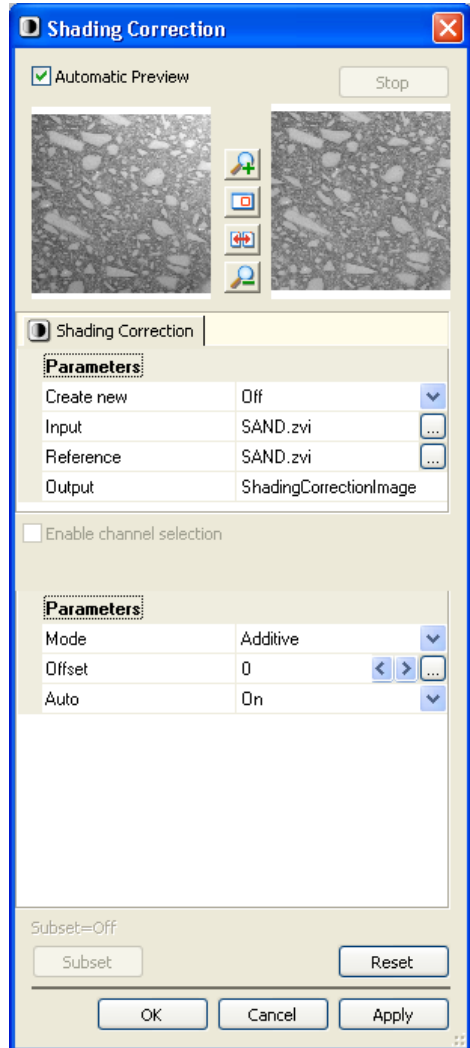 Shading Correction
Automatic Preview
Stop
Shading Correction
Parameters
Create new Off
Input SAND.zvi ...
Reference SAND.zvi ...
Output ShadingCorrectionImage
Enable channel selection
Parameters
Mode Additive
Offset 0 < > ...
Auto On
Subset=Off
Subset Reset
OK Cancel Apply